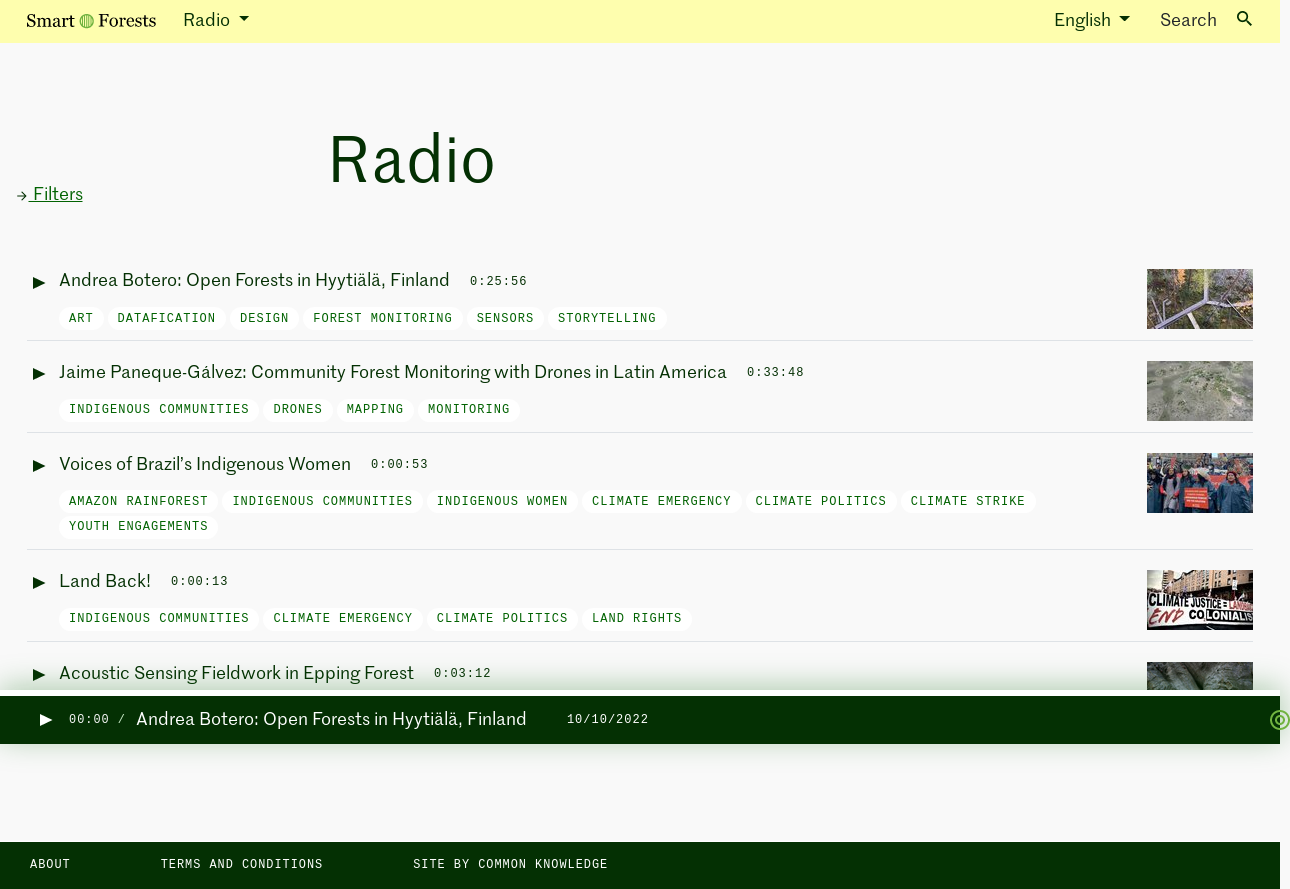 Smart Forests
Radio
English
Search
Radio
→ Filters
Andrea Botero: Open Forests in Hyytiälä, Finland 0:25:56
ART DATAFICATION DESIGN FOREST MONITORING SENSORS STORYTELLING
Jaime Paneque-Gálvez: Community Forest Monitoring with Drones in Latin America 0:33:48
INDIGENOUS COMMUNITIES DRONES MAPPING MONITORING
Voices of Brazil's Indigenous Women 0:00:53
AMAZON RAINFOREST INDIGENOUS COMMUNITIES INDIGENOUS WOMEN CLIMATE EMERGENCY CLIMATE POLITICS CLIMATE STRIKE
YOUTH ENGAGEMENTS
Land Back! 0:00:13
INDIGENOUS COMMUNITIES CLIMATE EMERGENCY CLIMATE POLITICS LAND RIGHTS
CLIMATE JUSTICE =
END COLONIALIS
Acoustic Sensing Fieldwork in Epping Forest 0:03:12
00:00 / Andrea Botero: Open Forests in Hyytiälä, Finland 10/10/2022
ABOUT TERMS AND CONDITIONS SITE BY COMMON KNOWLEDGE